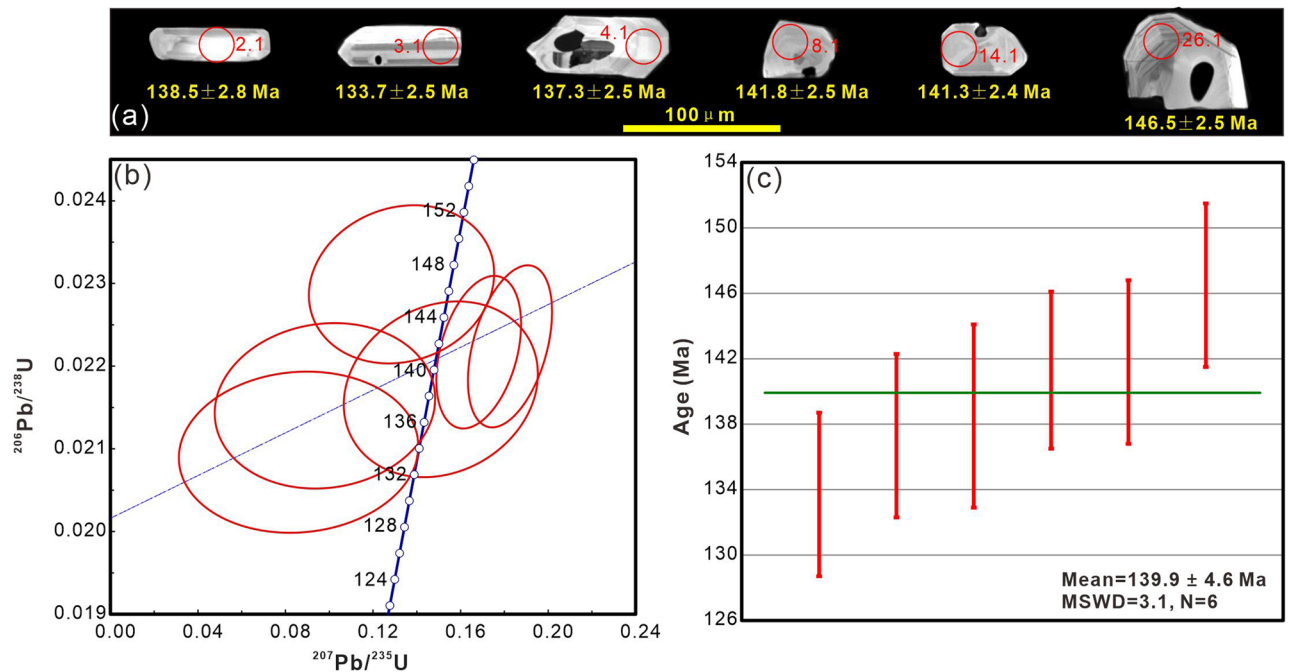 2.1 3.1 4.1 8.1 14.1 26.1
138.5±2.8 Ma 133.7±2.5 Ma 137.3±2.5 Ma 141.8±2.5 Ma 141.3±2.4 Ma 146.5±2.5 Ma
(a) 100 μm
(b)
0.024
0.023
0.022
0.021
0.020
0.019
²⁰⁶Pb/²³⁸U
152
148
144
140
136
132
128
124
0.00 0.04 0.08 0.12 0.16 0.20 0.24
²⁰⁷Pb/²³⁵U
(c)
154
150
146
142
138
134
130
126
Age (Ma)
Mean=139.9 ± 4.6 Ma
MSWD=3.1, N=6